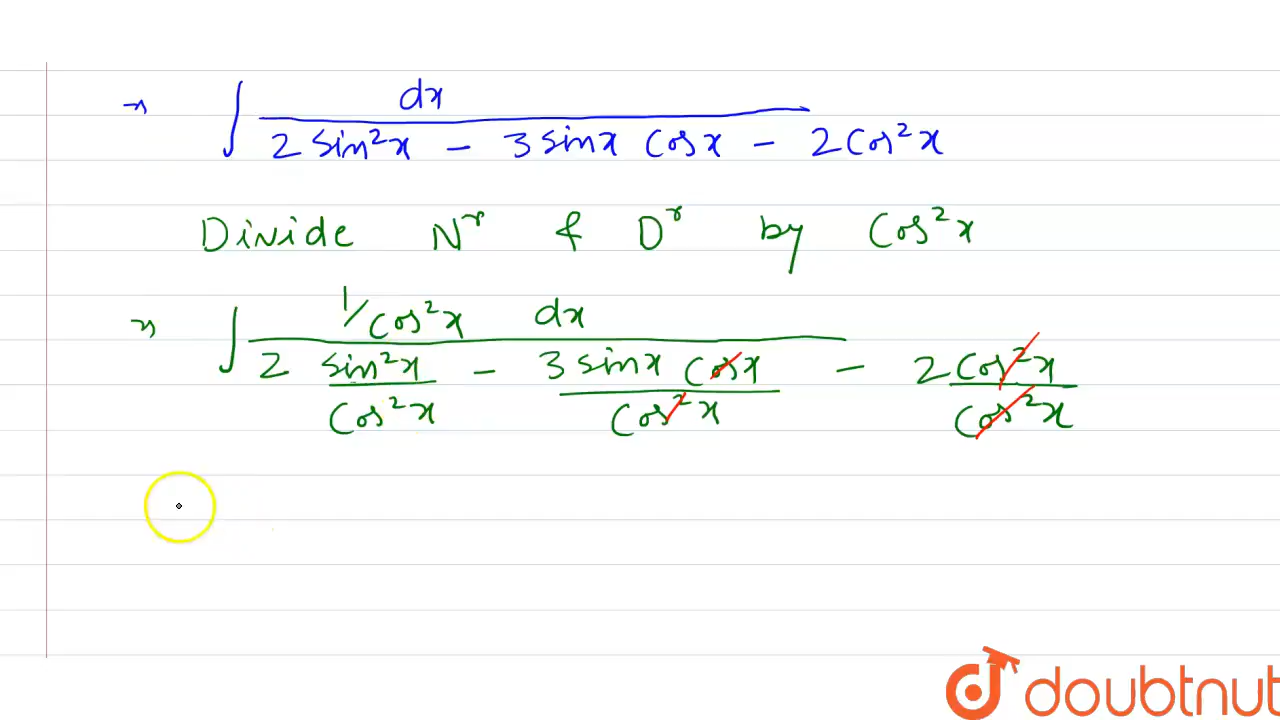 ⇒ ∫ dx / (2 sin²x - 3 sinx cosx - 2 cos²x)
Divide Nʳ & Dʳ by Cos²x
⇒ ∫ (1/cos²x dx) / (2 sin²x/cos²x - 3 sinx cosx/cos²x - 2 cos²x/cos²x)
doubtnut